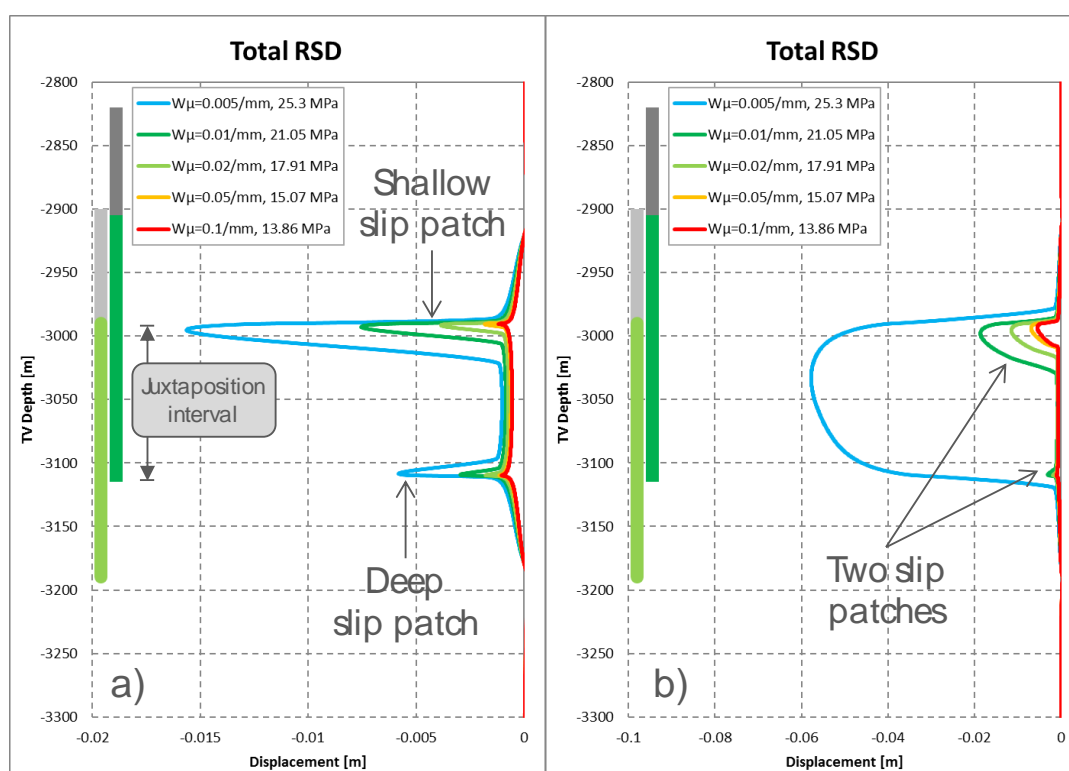 Total RSD
-2800
-2850
-2900
-2950
-3000
-3050
-3100
-3150
-3200
-3250
-3300
TV Depth [m]
Wμ=0.005/mm, 25.3 MPa
Wμ=0.01/mm, 21.05 MPa
Wμ=0.02/mm, 17.91 MPa
Wμ=0.05/mm, 15.07 MPa
Wμ=0.1/mm, 13.86 MPa
Shallow
slip patch
Juxtaposition
interval
Deep
slip patch
a)
-0.02
-0.015
-0.01
-0.005
0
Displacement [m]
Total RSD
-2800
-2850
-2900
-2950
-3000
-3050
-3100
-3150
-3200
-3250
-3300
TV Depth [m]
Wμ=0.005/mm, 25.3 MPa
Wμ=0.01/mm, 21.05 MPa
Wμ=0.02/mm, 17.91 MPa
Wμ=0.05/mm, 15.07 MPa
Wμ=0.1/mm, 13.86 MPa
Two slip
patches
b)
-0.1
-0.08
-0.06
-0.04
-0.02
0
Displacement [m]